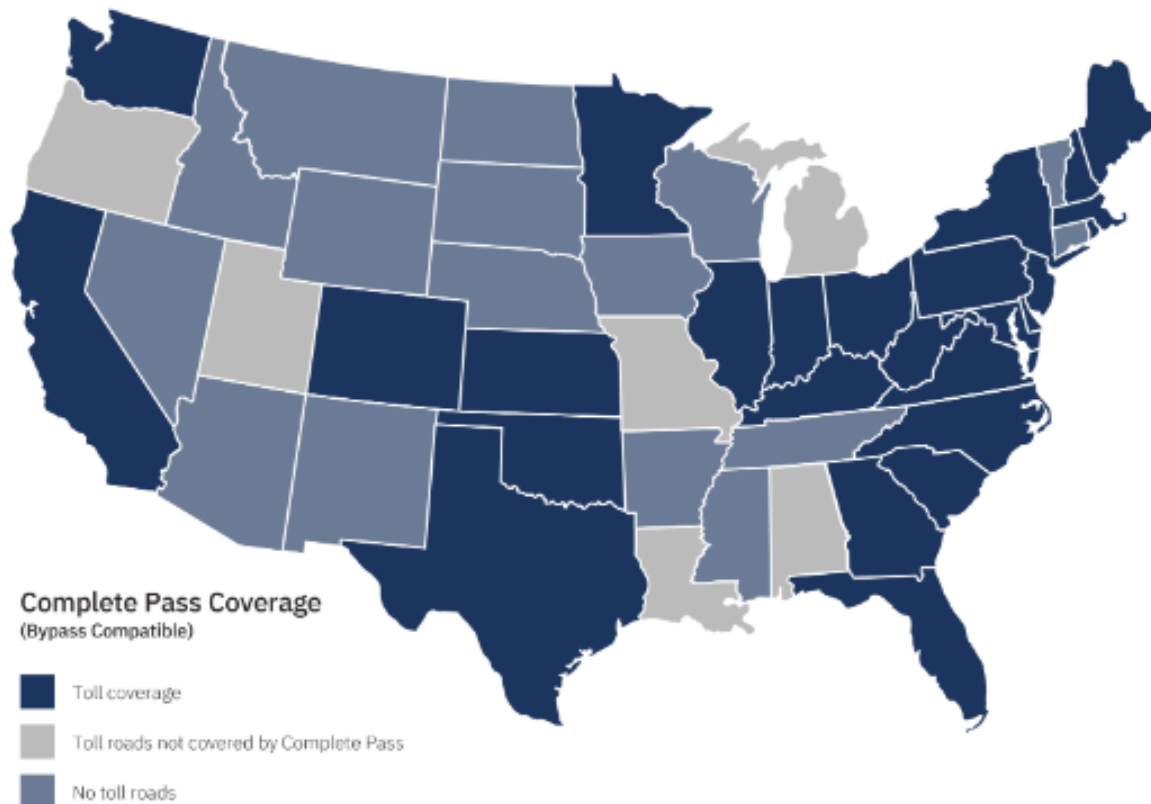 Complete Pass Coverage
(Bypass Compatible)
Toll coverage
Toll roads not covered by Complete Pass
No toll roads